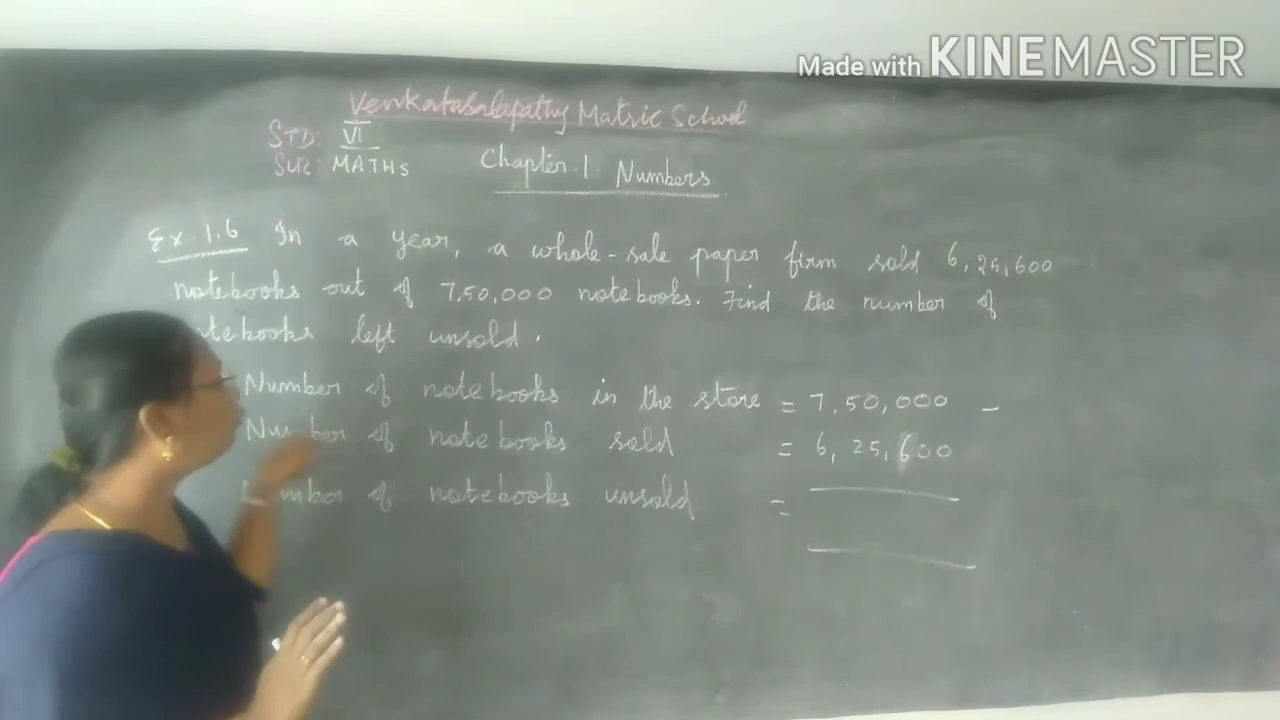 Made with KINEMASTER
Venkatasalapathy Matric School
STD: VI
SUB: MATHS Chapter.1. Numbers
Ex.1.6 In a year, a whole-sale paper firm sold 6,25,600
notebooks out of 7,50,000 notebooks. Find the number of
tebooks left unsold.
Number of notebooks in the store = 7,50,000 -
Number of notebooks sold = 6,25,600
mber of notebooks unsold =